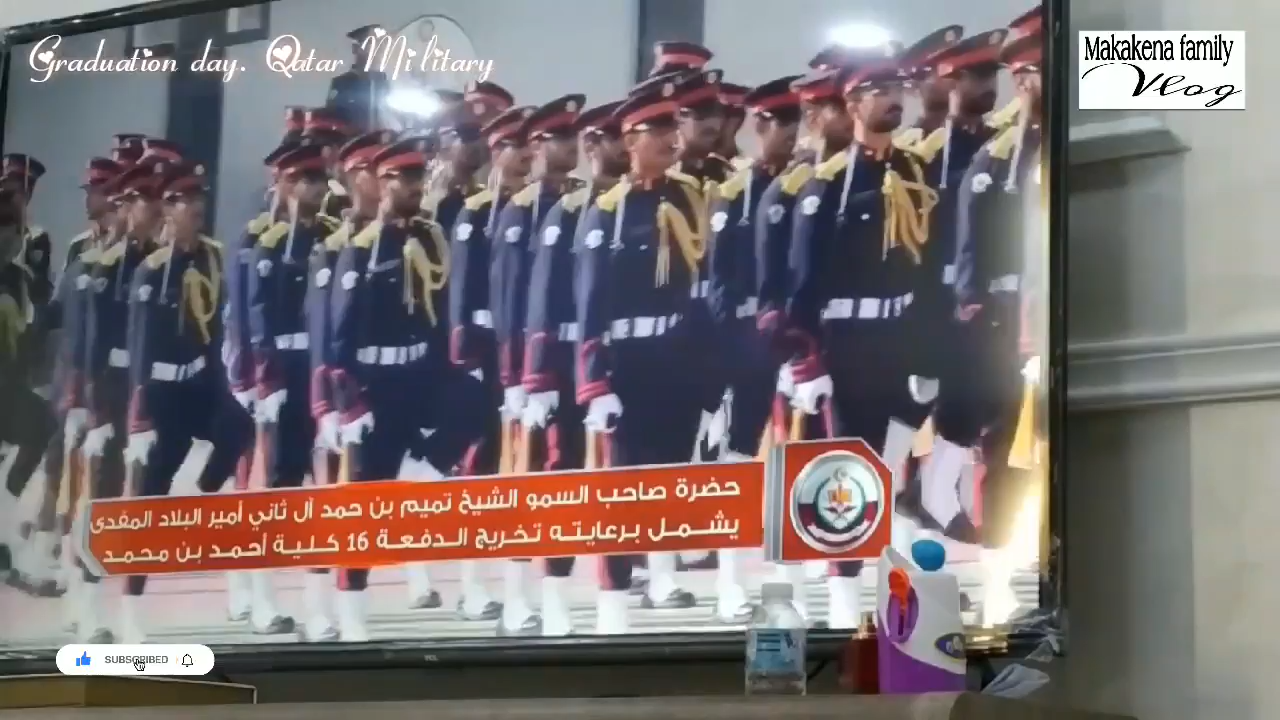 Graduation day. Qatar Military
Makakena family
Vlog
حضرة صاحب السمو الشيخ تميم بن حمد آل ثاني أمير البلاد المفدى
يشمل برعايته تخريج الدفعة 16 كلية أحمد بن محمد
SUBSCRIBED